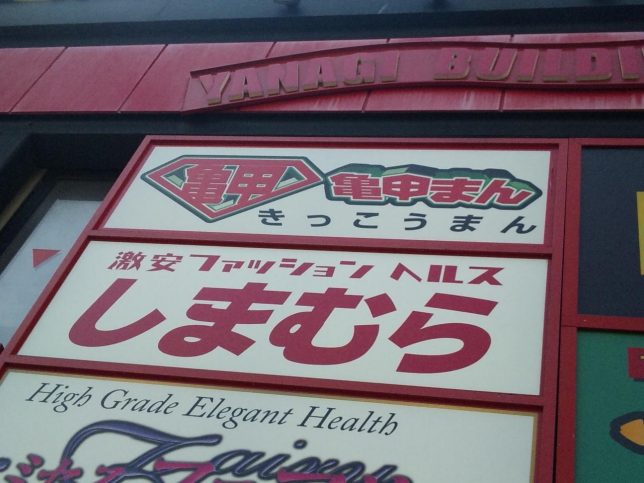 YANAGI BUILDI
亀甲 亀甲まん
きっこうまん
激安ファッション ヘルス
しまむら
High Grade Elegant Health